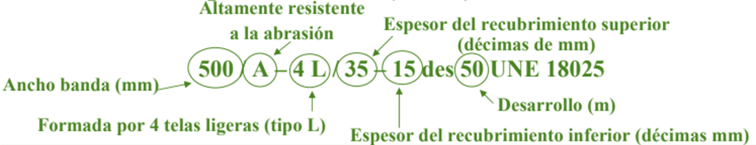 Altamente resistente
a la abrasión
Espesor del recubrimiento superior
(décimas de mm)
500 / A – 4 L / 35 – 15 des 50 UNE 18025
Ancho banda (mm)
Desarrollo (m)
Formada por 4 telas ligeras (tipo L)
Espesor del recubrimiento inferior (décimas mm)